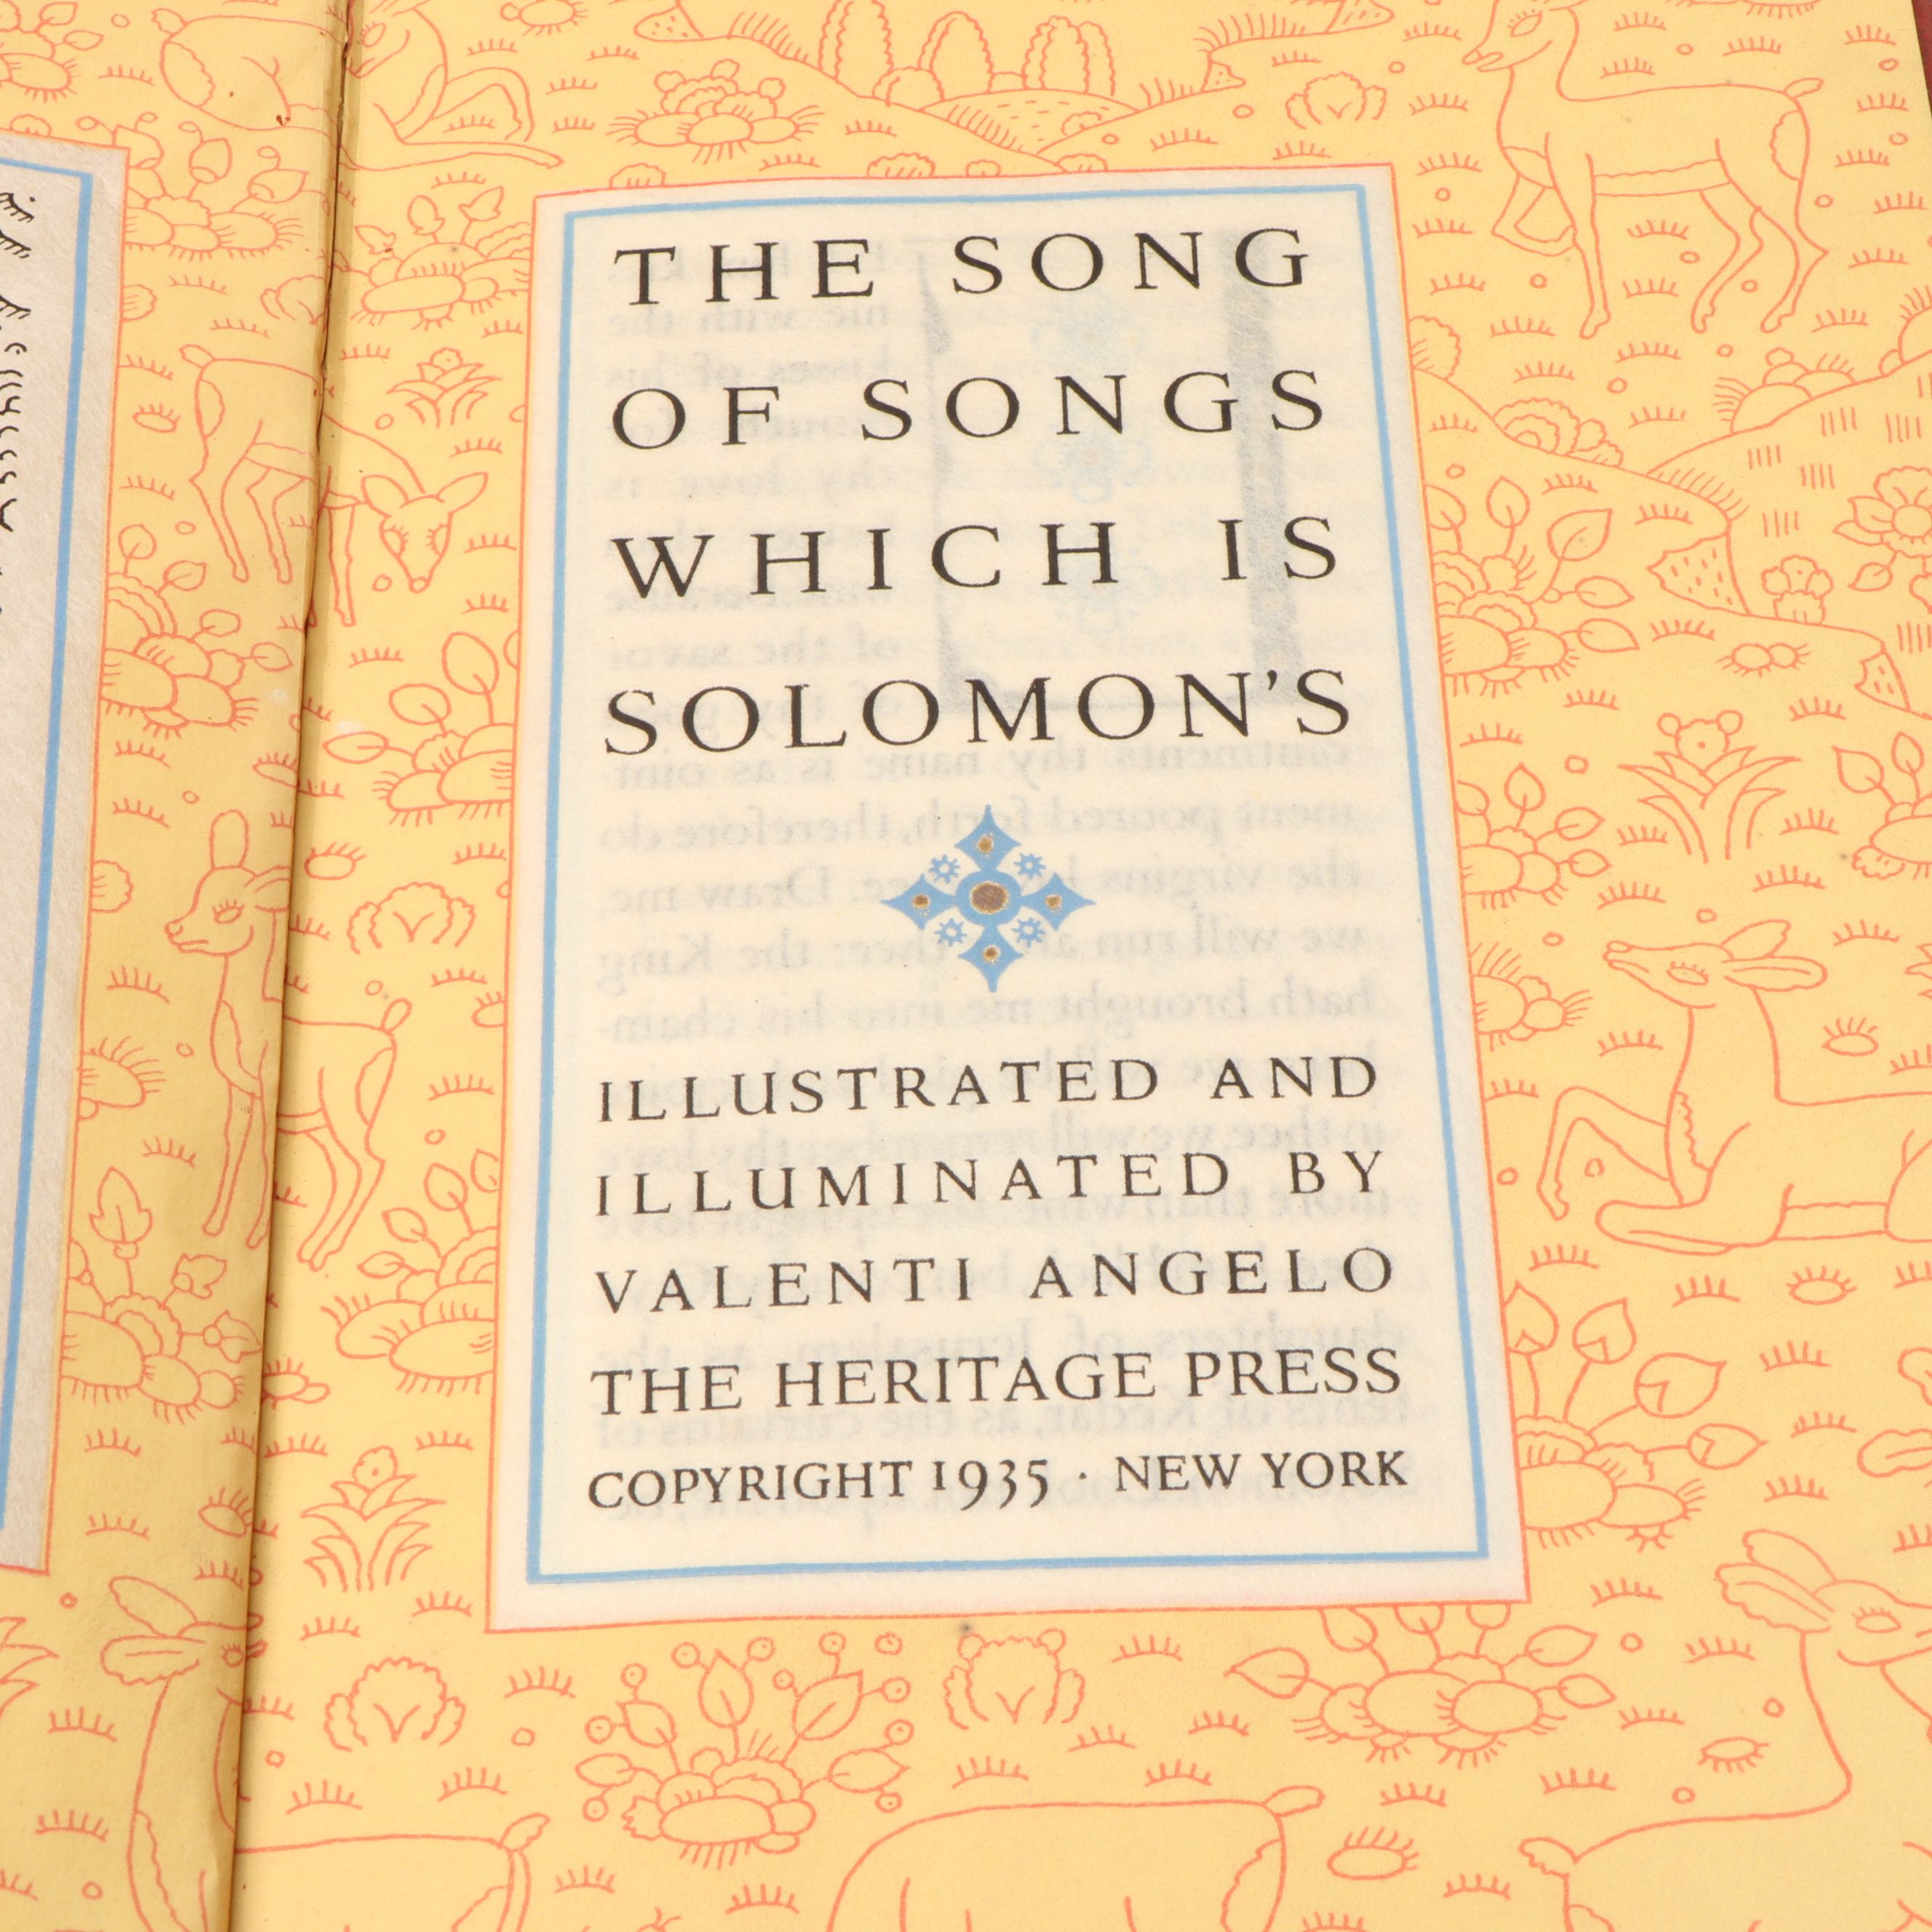 THE SONG
OF SONGS
WHICH IS
SOLOMON'S
ILLUSTRATED AND
ILLUMINATED BY
VALENTI ANGELO
THE HERITAGE PRESS
COPYRIGHT 1935 · NEW YORK